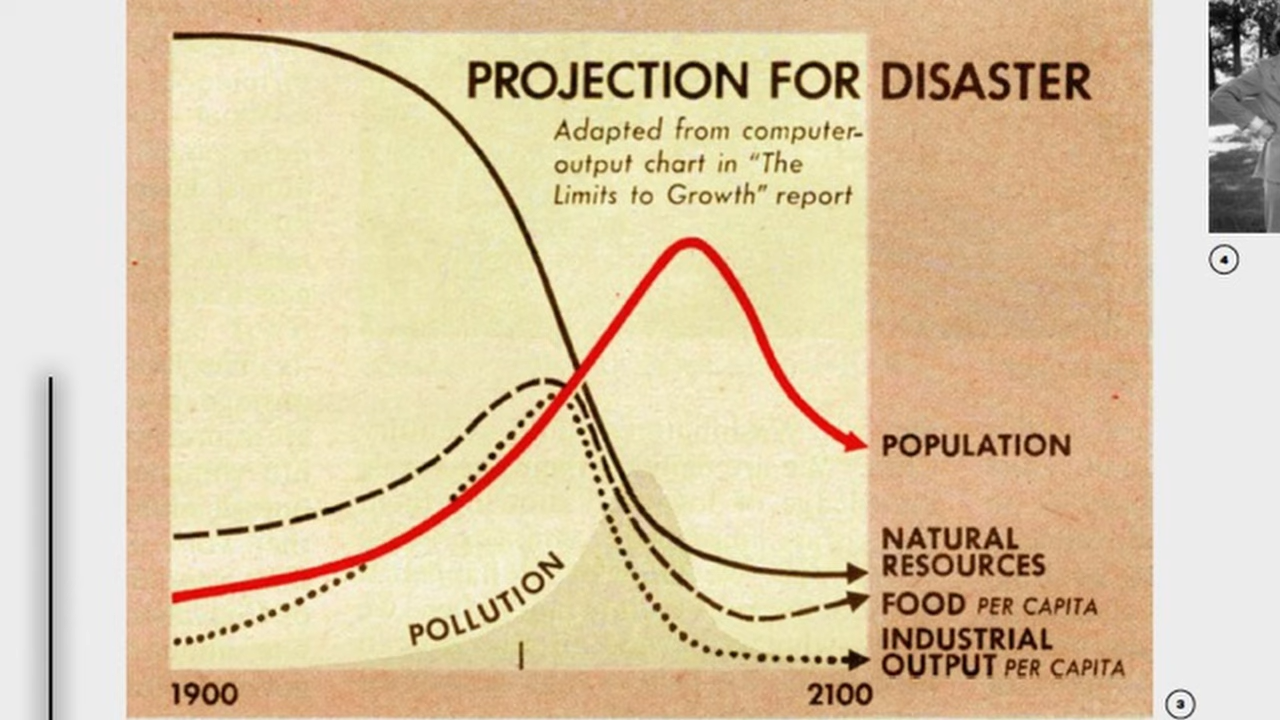 PROJECTION FOR DISASTER
Adapted from computer-
output chart in "The
Limits to Growth" report
4
POPULATION
NATURAL
RESOURCES
POLLUTION
FOOD PER CAPITA
INDUSTRIAL
OUTPUT PER CAPITA
1900
2100
3